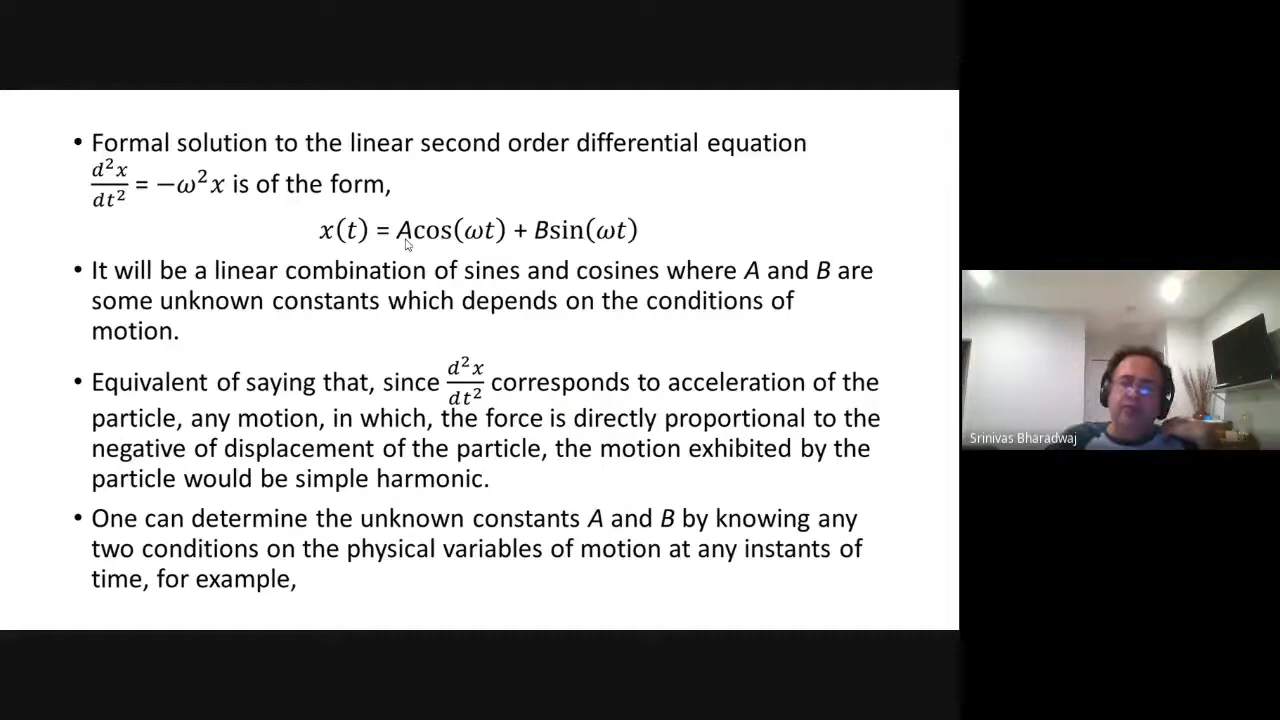 • Formal solution to the linear second order differential equation
d²x/dt² = −ω²x is of the form,
x(t) = Acos(ωt) + Bsin(ωt)
• It will be a linear combination of sines and cosines where A and B are
some unknown constants which depends on the conditions of
motion.
• Equivalent of saying that, since d²x/dt² corresponds to acceleration of the
particle, any motion, in which, the force is directly proportional to the
negative of displacement of the particle, the motion exhibited by the
particle would be simple harmonic.
• One can determine the unknown constants A and B by knowing any
two conditions on the physical variables of motion at any instants of
time, for example,
Srinivas Bharadwaj